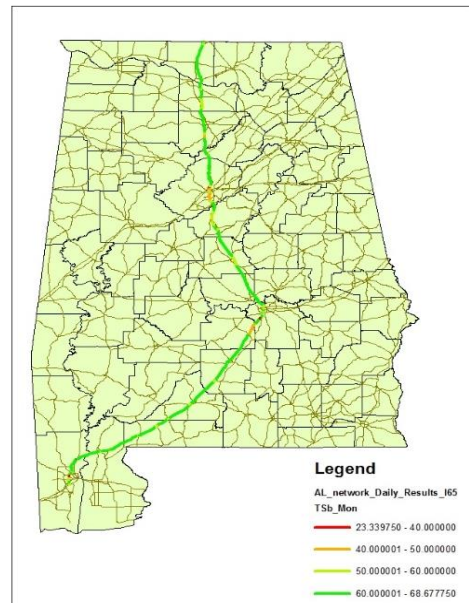 Legend
AL_network_Daily_Results_I65
TSb_Mon
23.339750 - 40.000000
40.000001 - 50.000000
50.000001 - 60.000000
60.000001 - 68.677750